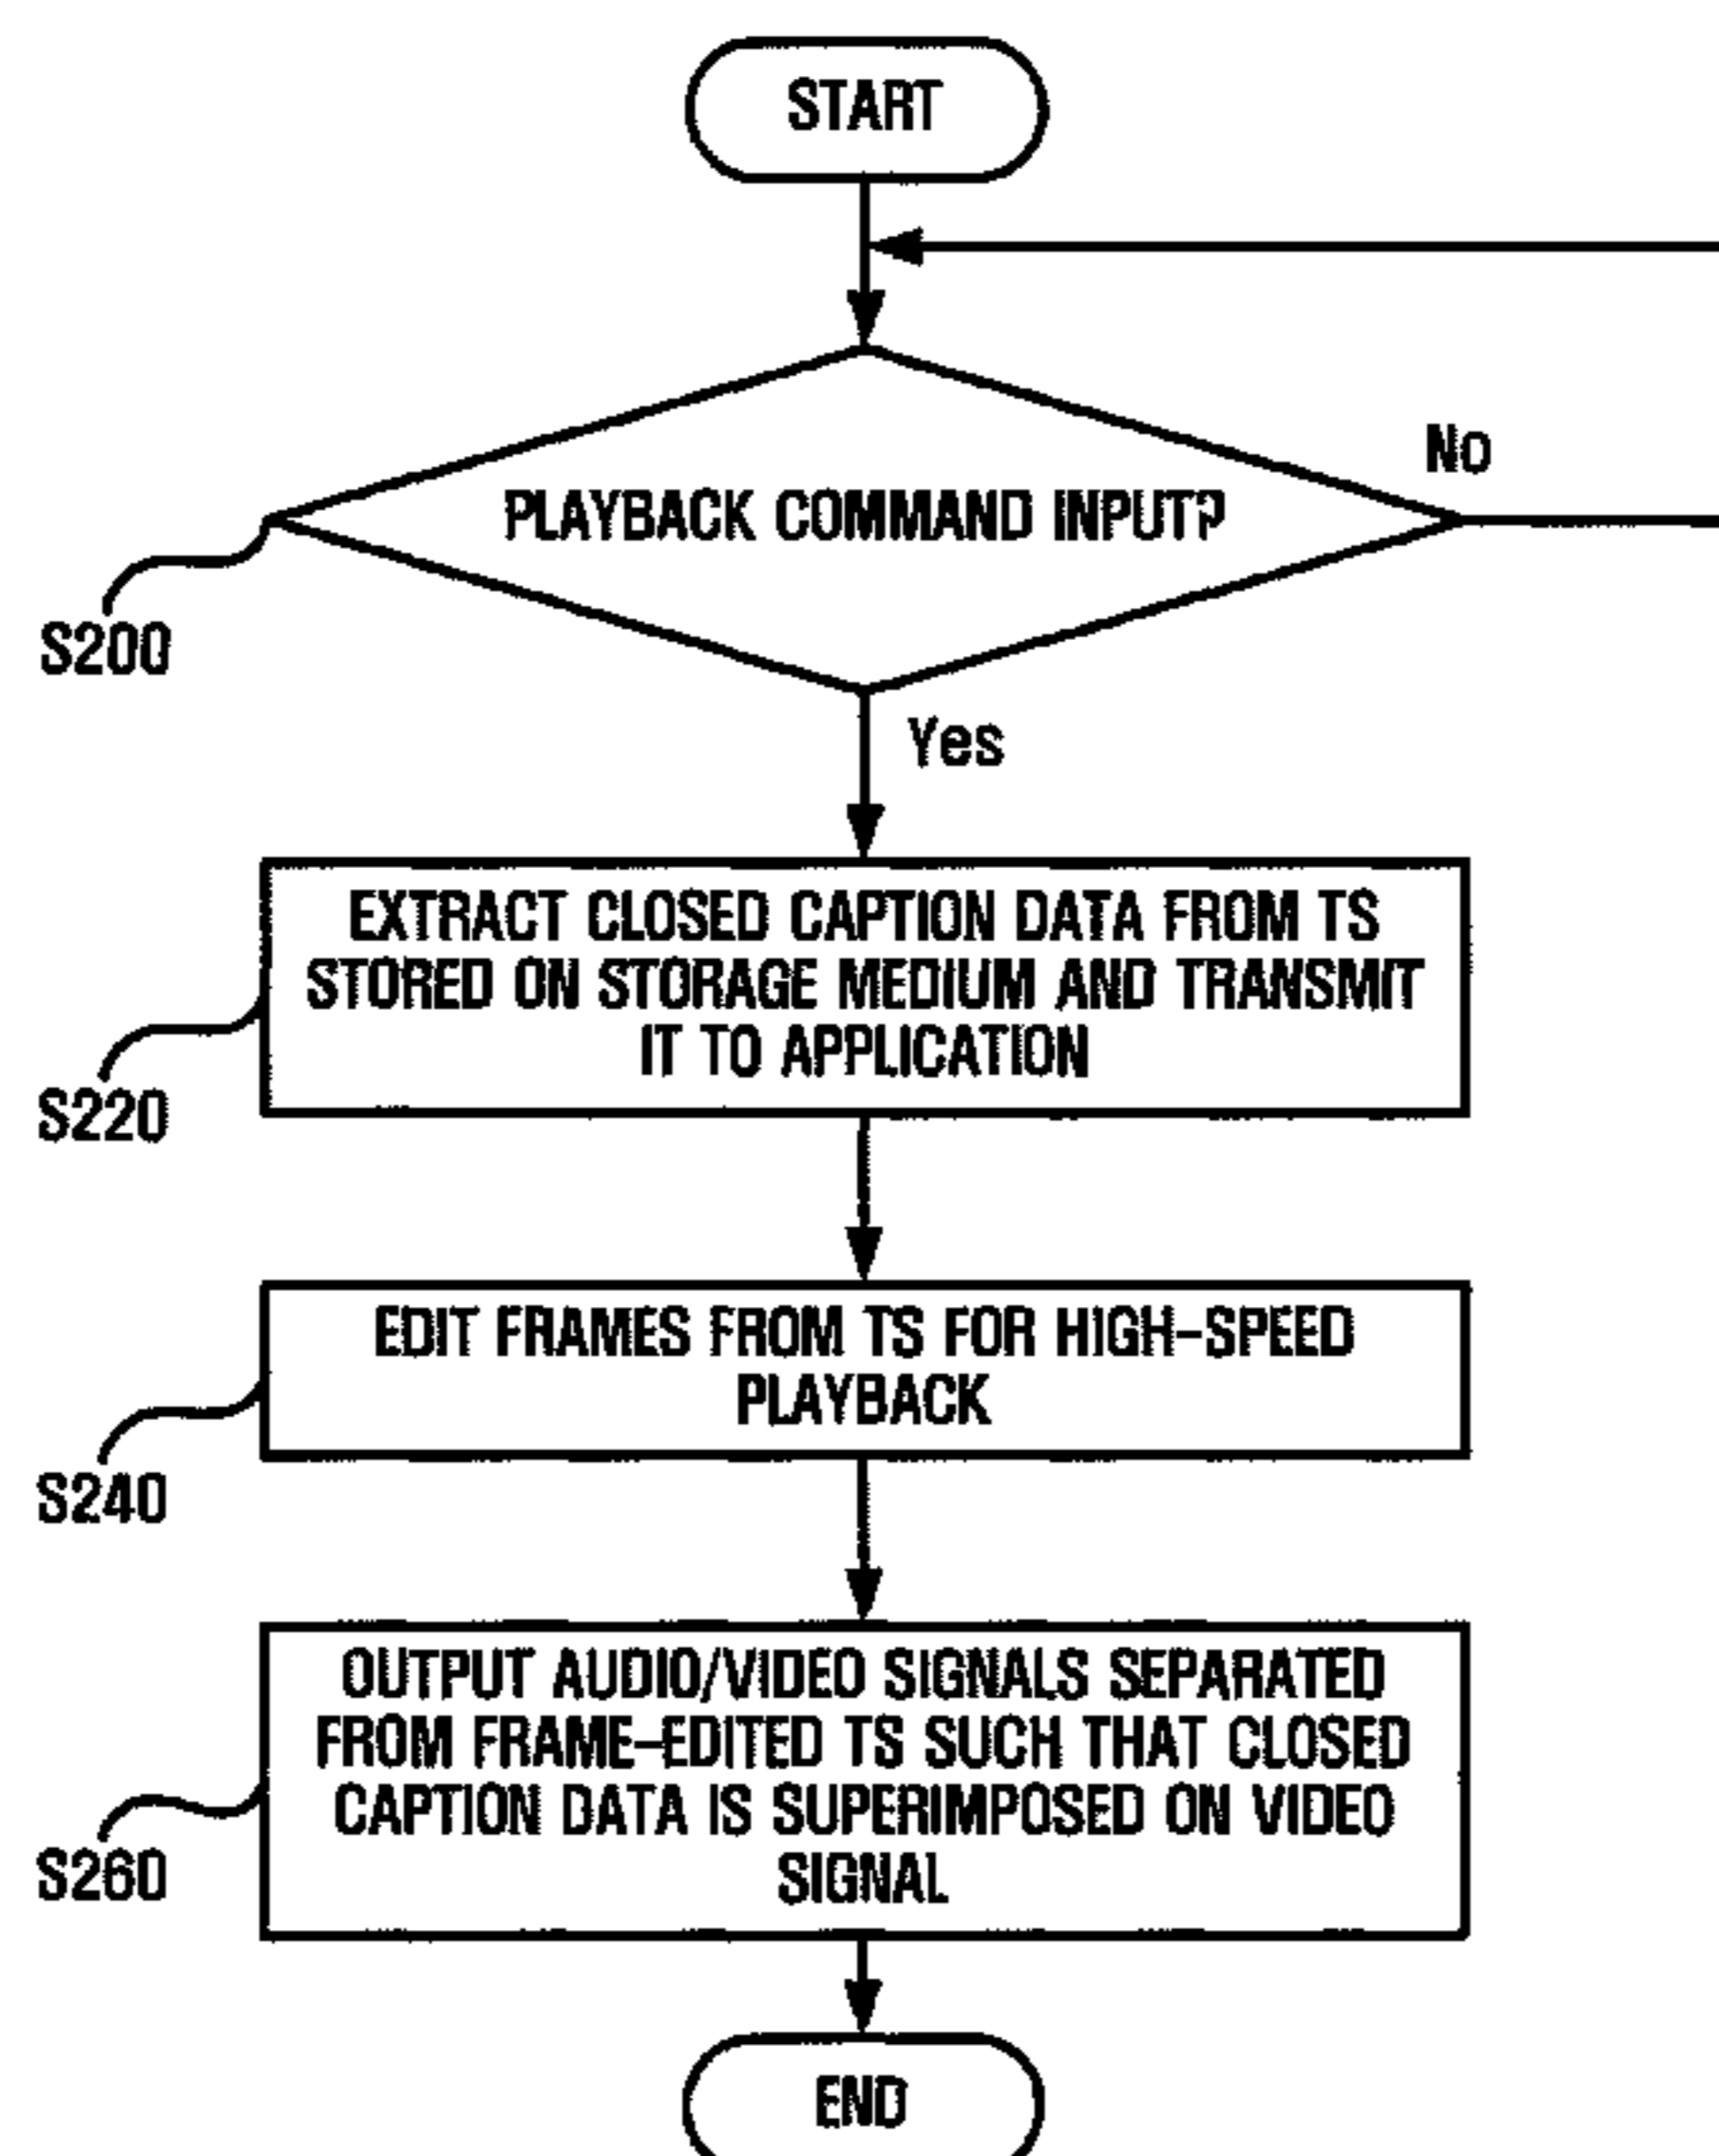 START
No
PLAYBACK COMMAND INPUT?
S200
Yes
EXTRACT CLOSED CAPTION DATA FROM TS
STORED ON STORAGE MEDIUM AND TRANSMIT
IT TO APPLICATION
S220
EDIT FRAMES FROM TS FOR HIGH-SPEED
PLAYBACK
S240
OUTPUT AUDIO/VIDEO SIGNALS SEPARATED
FROM FRAME-EDITED TS SUCH THAT CLOSED
CAPTION DATA IS SUPERIMPOSED ON VIDEO
SIGNAL
S260
END